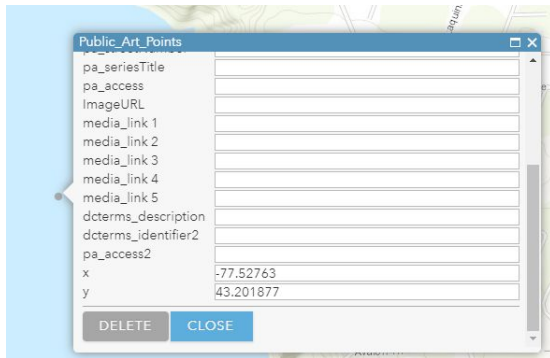 Public_Art_Points
pa_seriesTitle
pa_access
ImageURL
media_link 1
media_link 2
media_link 3
media_link 4
media_link 5
dcterms_description
dcterms_identifier2
pa_access2
x -77.52763
y 43.201877
DELETE CLOSE